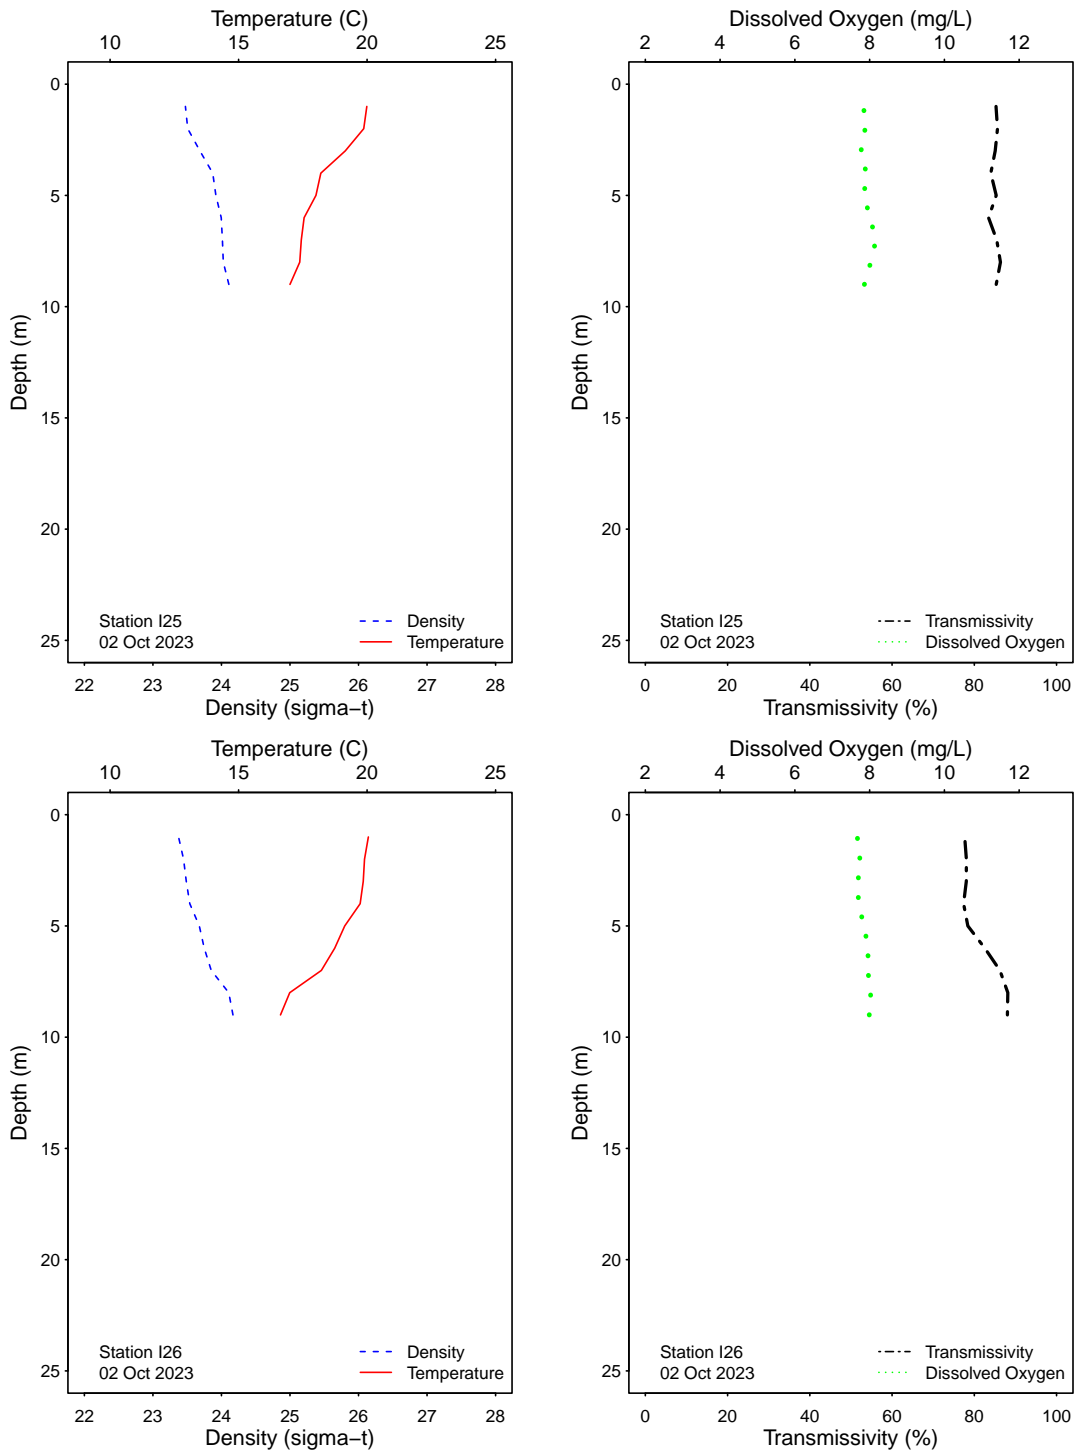 Temperature (C)
10 15 20 25
0
5
10
15
20
25
Depth (m)
Station I25
02 Oct 2023
Density
Temperature
22 23 24 25 26 27 28
Density (sigma−t)
Dissolved Oxygen (mg/L)
2 4 6 8 10 12
0
5
10
15
20
25
Depth (m)
Station I25
02 Oct 2023
Transmissivity
Dissolved Oxygen
0 20 40 60 80 100
Transmissivity (%)
Temperature (C)
10 15 20 25
0
5
10
15
20
25
Depth (m)
Station I26
02 Oct 2023
Density
Temperature
22 23 24 25 26 27 28
Density (sigma−t)
Dissolved Oxygen (mg/L)
2 4 6 8 10 12
0
5
10
15
20
25
Depth (m)
Station I26
02 Oct 2023
Transmissivity
Dissolved Oxygen
0 20 40 60 80 100
Transmissivity (%)